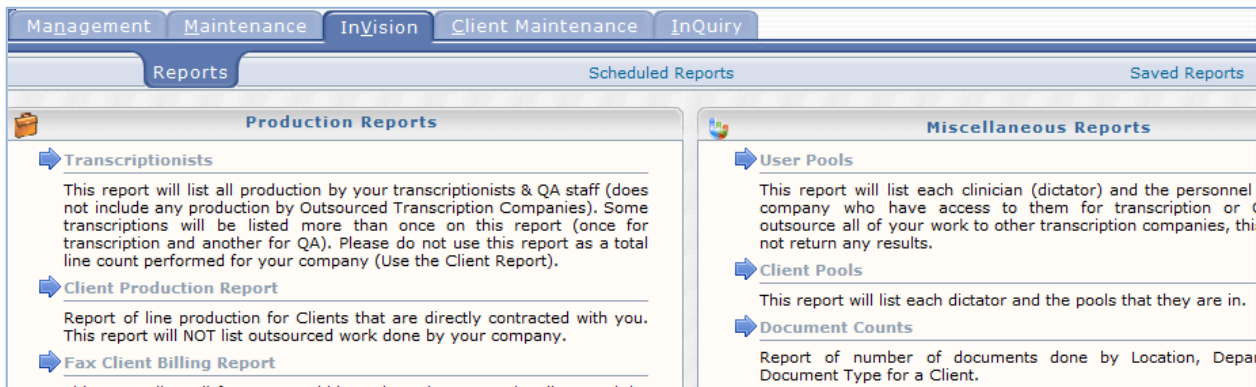 Management Maintenance InVision Client Maintenance InQuiry
Reports Scheduled Reports Saved Reports
Production Reports
Transcriptionists
This report will list all production by your transcriptionists & QA staff (does
not include any production by Outsourced Transcription Companies). Some
transcriptions will be listed more than once on this report (once for
transcription and another for QA). Please do not use this report as a total
line count performed for your company (Use the Client Report).
Client Production Report
Report of line production for Clients that are directly contracted with you.
This report will NOT list outsourced work done by your company.
Fax Client Billing Report
Miscellaneous Reports
User Pools
This report will list each clinician (dictator) and the personnel
company who have access to them for transcription or
outsource all of your work to other transcription companies,
not return any results.
Client Pools
This report will list each dictator and the pools that they are in.
Document Counts
Report of number of documents done by Location,
Document Type for a Client.